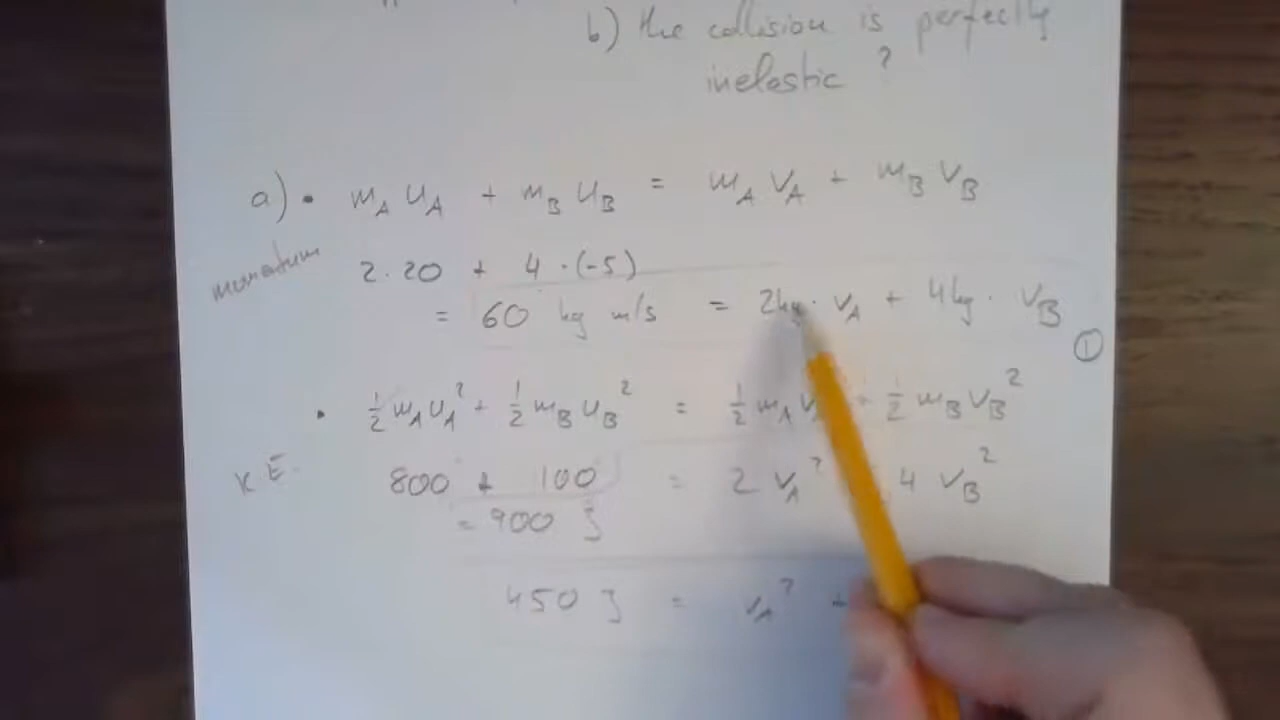 b) the collision is perfectly
inelastic ?
a) • m_A u_A + m_B u_B = m_A v_A + m_B v_B
momentum
2 . 20 + 4 · (-5)
= 60 kg m/s = 2kg · v_A + 4kg · v_B
①
• ½ m_A u_A² + ½ m_B u_B² = ½ m_A v + ½ m_B v_B²
KE.
800 + 100 = 2 v_A² 4 v_B²
= 900 J
450 J = v_A² +